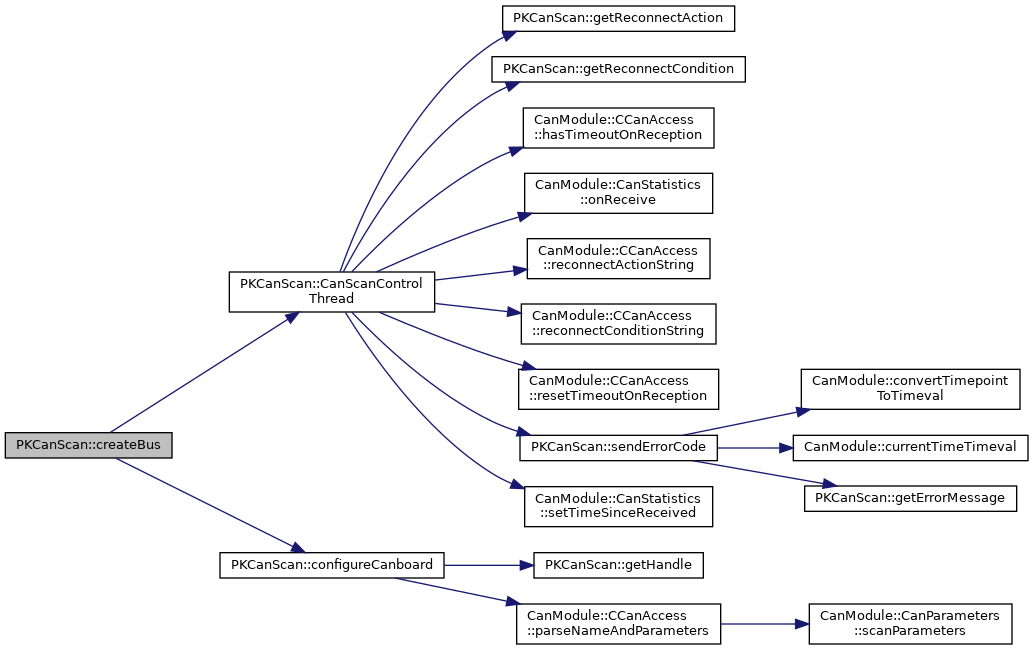 PKCanScan::getReconnectAction
PKCanScan::getReconnectCondition
CanModule::CCanAccess
::hasTimeoutOnReception
CanModule::CanStatistics
::onReceive
CanModule::CCanAccess
::reconnectActionString
PKCanScan::CanScanControl
Thread
CanModule::CCanAccess
::reconnectConditionString
CanModule::CCanAccess
::resetTimeoutOnReception
CanModule::convertTimepoint
ToTimeval
PKCanScan::createBus
PKCanScan::sendErrorCode
CanModule::currentTimeTimeval
PKCanScan::getErrorMessage
CanModule::CanStatistics
::setTimeSinceReceived
PKCanScan::configureCanboard
PKCanScan::getHandle
CanModule::CCanAccess
::parseNameAndParameters
CanModule::CanParameters
::scanParameters